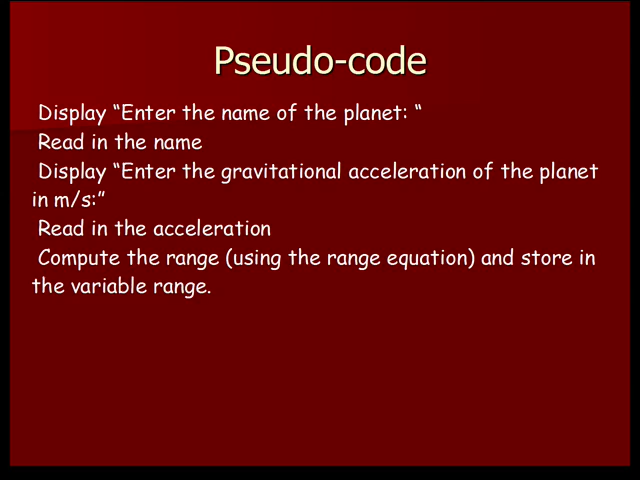 Pseudo-code
Display “Enter the name of the planet: “
Read in the name
Display “Enter the gravitational acceleration of the planet
in m/s:”
Read in the acceleration
Compute the range (using the range equation) and store in
the variable range.